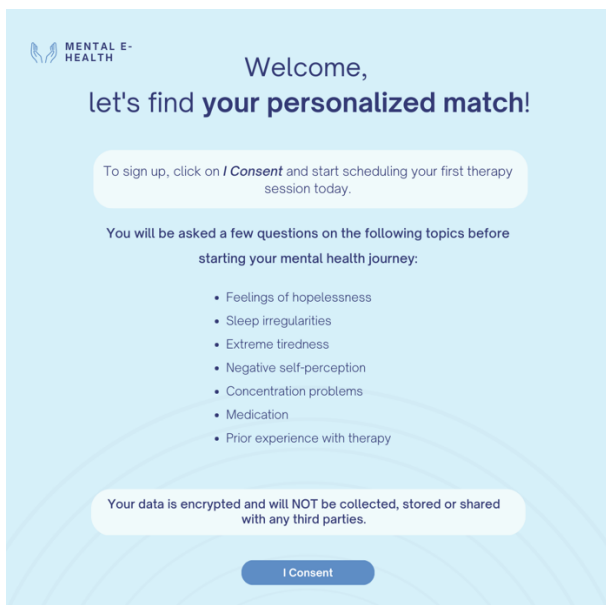 MENTAL E-
HEALTH
Welcome,
let's find your personalized match!
To sign up, click on I Consent and start scheduling your first therapy
session today.
You will be asked a few questions on the following topics before
starting your mental health journey:
• Feelings of hopelessness
• Sleep irregularities
• Extreme tiredness
• Negative self-perception
• Concentration problems
• Medication
• Prior experience with therapy
Your data is encrypted and will NOT be collected, stored or shared
with any third parties.
I Consent